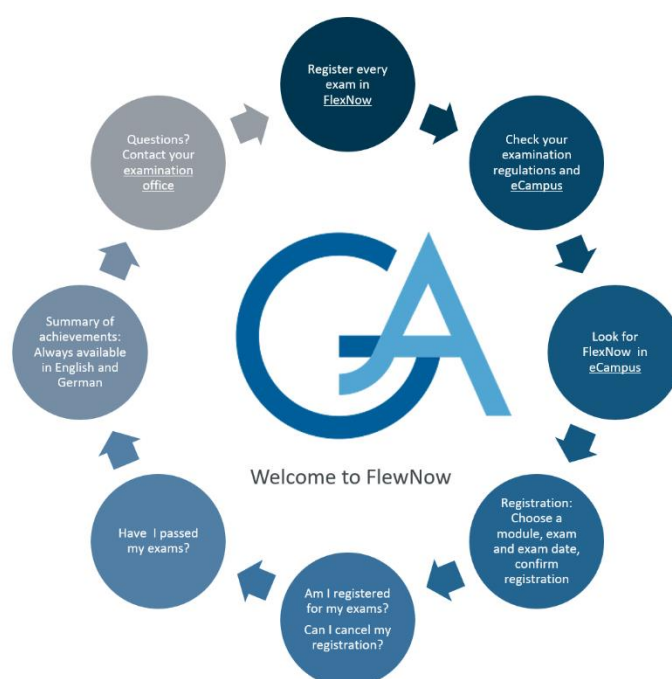 Register every
exam in
FlexNow
Check your
examination
regulations and
eCampus
Look for
FlexNow in
eCampus
Registration:
Choose a
module, exam
and exam date,
confirm
registration
Am I registered
for my exams?
Can I cancel my
registration?
Have I passed
my exams?
Summary of
achievements:
Always available
in English and
German
Questions?
Contact your
examination
office
GA
Welcome to FlewNow